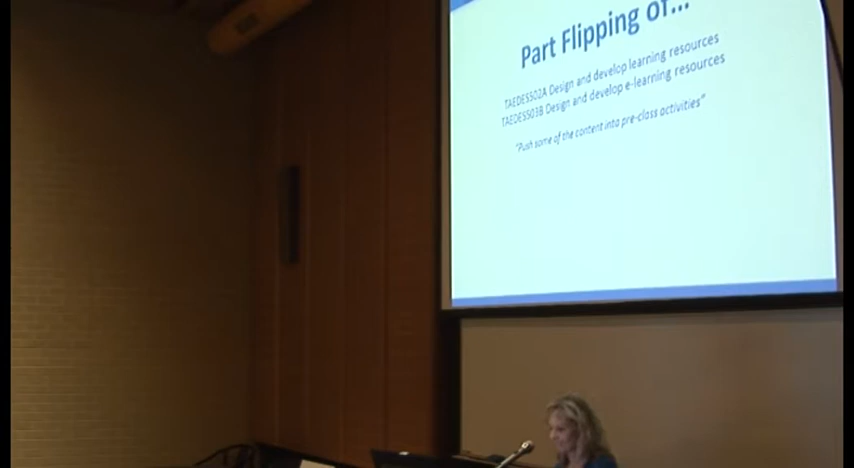 Part Flipping of...
TAEDES502A Design and develop learning resources
TAEDES503B Design and develop e-learning resources
"Push some of the content into pre-class activities"